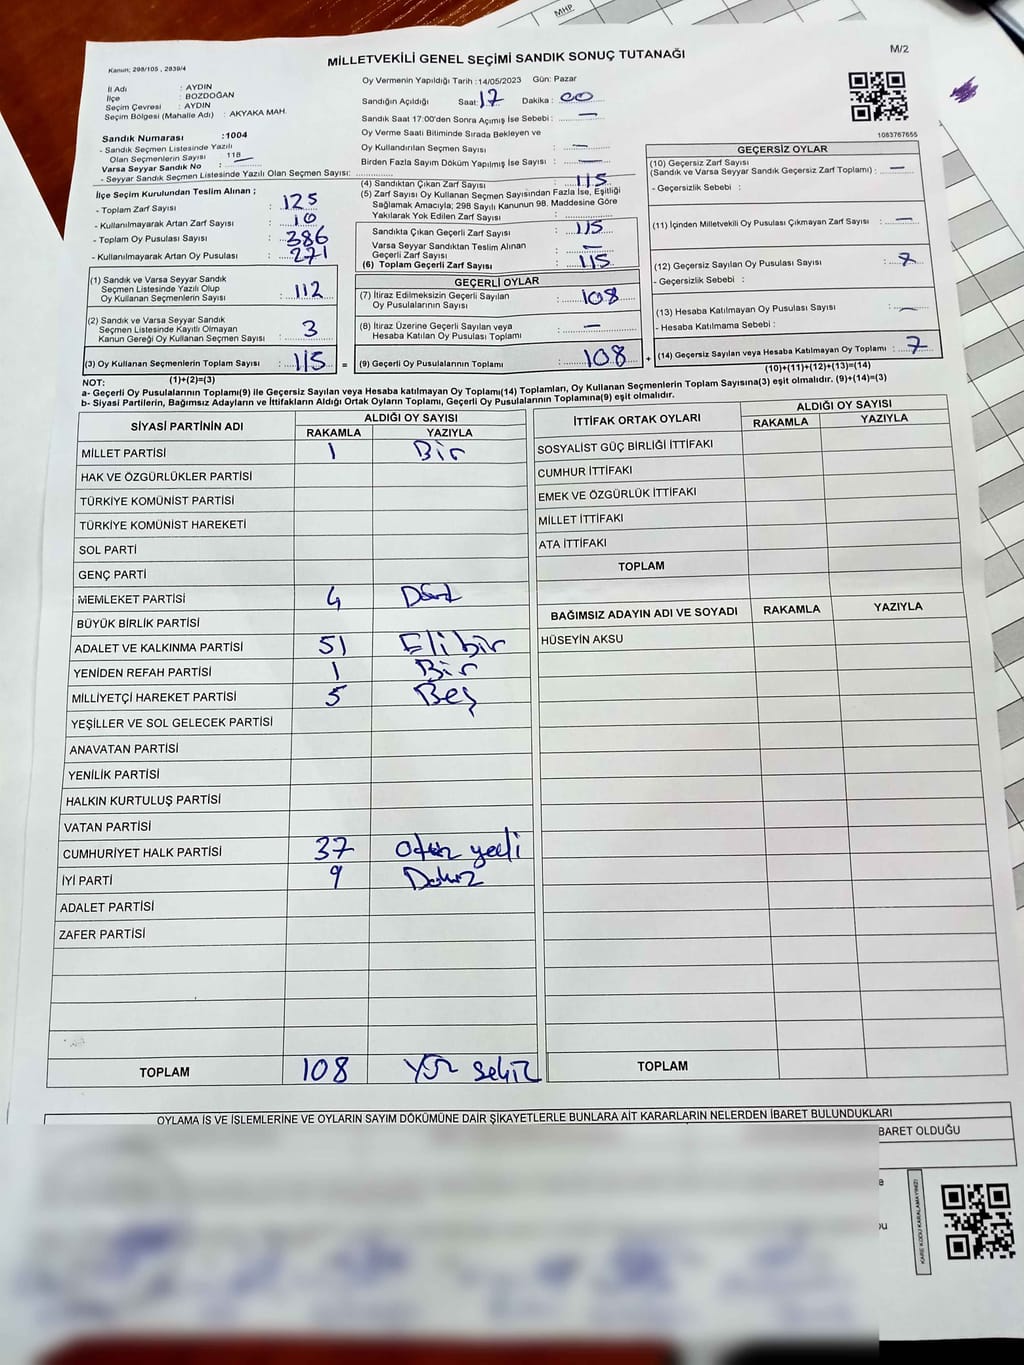 MHP
Kanun; 298/105 , 2839/4
MİLLETVEKİLİ GENEL SEÇİMİ SANDIK SONUÇ TUTANAĞI
M/2
İl Adı : AYDIN
İlçe : BOZDOĞAN
Seçim Çevresi : AYDIN
Seçim Bölgesi (Mahalle Adı) : AKYAKA MAH.
Sandık Numarası : 1004
- Sandık Seçmen Listesinde Yazılı
Olan Seçmenlerin Sayısı 118
Varsa Seyyar Sandık No :
- Seyyar Sandık Seçmen Listesinde Yazılı Olan Seçmen Sayısı:
Oy Vermenin Yapıldığı Tarih :14/05/2023 Gün: Pazar
Sandığın Açıldığı Saat: 17 Dakika : 00
Sandık Saat 17:00'den Sonra Açımış İse Sebebi : —
Oy Verme Saati Bitiminde Sırada Bekleyen ve
Oy Kullandırılan Seçmen Sayısı : —
Birden Fazla Sayım Döküm Yapılmış İse Sayısı : —
1083767655
İlçe Seçim Kurulundan Teslim Alınan ;
- Toplam Zarf Sayısı : 125
- Kullanılmayarak Artan Zarf Sayısı : 10
- Toplam Oy Pusulası Sayısı : 386
- Kullanılmayarak Artan Oy Pusulası : 271
(4) Sandıktan Çıkan Zarf Sayısı : 115
(5) Zarf Sayısı Oy Kullanan Seçmen Sayısından Fazla İse, Eşitliği
Sağlamak Amacıyla; 298 Sayılı Kanunun 98. Maddesine Göre
Yakılarak Yok Edilen Zarf Sayısı :
Sandıkta Çıkan Geçerli Zarf Sayısı : 115
Varsa Seyyar Sandıktan Teslim Alınan
Geçerli Zarf Sayısı : —
(6) Toplam Geçerli Zarf Sayısı : 115
GEÇERSİZ OYLAR
(10) Geçersiz Zarf Sayısı
(Sandık ve Varsa Seyyar Sandık Geçersiz Zarf Toplamı) : —
- Geçersizlik Sebebi :
(11) İçinden Milletvekili Oy Pusulası Çıkmayan Zarf Sayısı : —
(12) Geçersiz Sayılan Oy Pusulası Sayısı : 7
- Geçersizlik Sebebi :
(13) Hesaba Katılmayan Oy Pusulası Sayısı : —
- Hesaba Katılmama Sebebi :
(14) Geçersiz Sayılan veya Hesaba Katılmayan Oy Toplamı : 7
(10)+(11)+(12)+(13)=(14)
(1) Sandık ve Varsa Seyyar Sandık
Seçmen Listesinde Yazılı Olup
Oy Kullanan Seçmenlerin Sayısı : 112
(2) Sandık ve Varsa Seyyar Sandık
Seçmen Listesinde Kayıtlı Olmayan
Kanun Gereği Oy Kullanan Seçmen Sayısı : 3
(3) Oy Kullanan Seçmenlerin Toplam Sayısı : 115 =
(1)+(2)=(3)
GEÇERLİ OYLAR
(7) İtiraz Edilmeksizin Geçerli Sayılan
Oy Pusulalarının Sayısı : 108
(8) İtiraz Üzerine Geçerli Sayılan veya
Hesaba Katılan Oy Pusulası Toplamı : —
(9) Geçerli Oy Pusulalarının Toplamı : 108 +
NOT:
a- Geçerli Oy Pusulalarının Toplamı(9) ile Geçersiz Sayılan veya Hesaba katılmayan Oy Toplamı(14) Toplamları, Oy Kullanan Seçmenlerin Toplam Sayısına(3) eşit olmalıdır. (9)+(14)=(3)
b- Siyasi Partilerin, Bağımsız Adayların ve İttifakların Aldığı Ortak Oyların Toplamı, Geçerli Oy Pusulalarının Toplamına(9) eşit olmalıdır.
SİYASİ PARTİNİN ADI ALDIĞI OY SAYISI
RAKAMLA YAZIYLA
MİLLET PARTİSİ 1 Bir
HAK VE ÖZGÜRLÜKLER PARTİSİ
TÜRKİYE KOMÜNİST PARTİSİ
TÜRKİYE KOMÜNİST HAREKETİ
SOL PARTİ
GENÇ PARTİ
MEMLEKET PARTİSİ 4 Dört
BÜYÜK BİRLİK PARTİSİ
ADALET VE KALKINMA PARTİSİ 51 Elibir
YENİDEN REFAH PARTİSİ 1 Bir
MİLLİYETÇİ HAREKET PARTİSİ 5 Beş
YEŞİLLER VE SOL GELECEK PARTİSİ
ANAVATAN PARTİSİ
YENİLİK PARTİSİ
HALKIN KURTULUŞ PARTİSİ
VATAN PARTİSİ
CUMHURİYET HALK PARTİSİ 37 Otuz yedi
İYİ PARTİ 9 Dokuz
ADALET PARTİSİ
ZAFER PARTİSİ
TOPLAM 108 Yüz sekiz
İTTİFAK ORTAK OYLARI ALDIĞI OY SAYISI
RAKAMLA YAZIYLA
SOSYALİST GÜÇ BİRLİĞİ İTTİFAKI
CUMHUR İTTİFAKI
EMEK VE ÖZGÜRLÜK İTTİFAKI
MİLLET İTTİFAKI
ATA İTTİFAKI
TOPLAM
BAĞIMSIZ ADAYIN ADI VE SOYADI RAKAMLA YAZIYLA
HÜSEYİN AKSU
TOPLAM
OYLAMA İŞ VE İŞLEMLERİNE VE OYLARIN SAYIM DÖKÜMÜNE DAİR ŞİKAYETLERLE BUNLARA AİT KARARLARIN NELERDEN İBARET BULUNDUKLARI
BARET OLDUĞU
KARE KODU KARALAMAYINIZ!